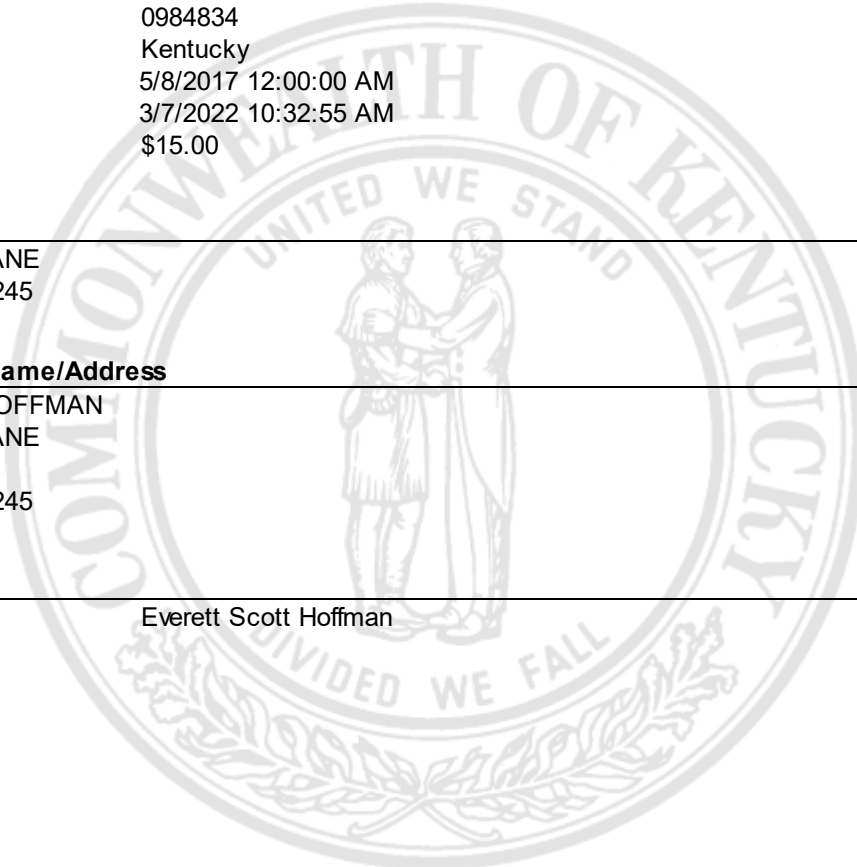 0984834
Kentucky
5/8/2017 12:00:00 AM
3/7/2022 10:32:55 AM
$15.00
COMMONWEALTH OF KENTUCKY
UNITED WE STAND
ANE
245
ame/Address
OFFMAN
ANE
245
Everett Scott Hoffman
DIVIDED WE FALL